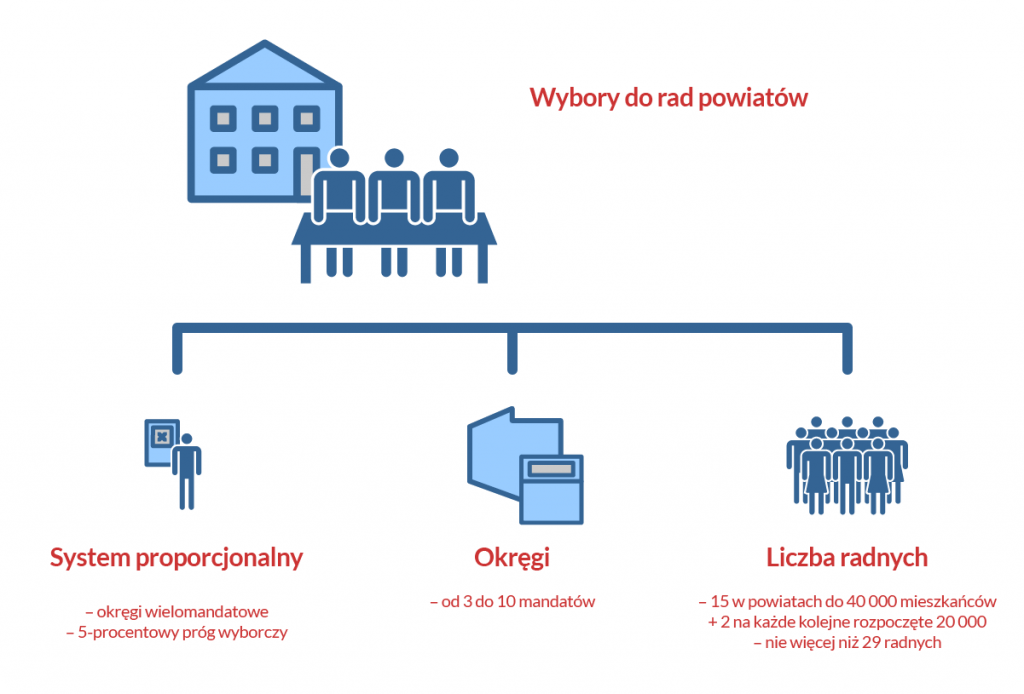 Wybory do rad powiatów
System proporcjonalny
– okręgi wielomandatowe
– 5-procentowy próg wyborczy
Okręgi
– od 3 do 10 mandatów
Liczba radnych
– 15 w powiatach do 40 000 mieszkańców
+ 2 na każde kolejne rozpoczęte 20 000
– nie więcej niż 29 radnych